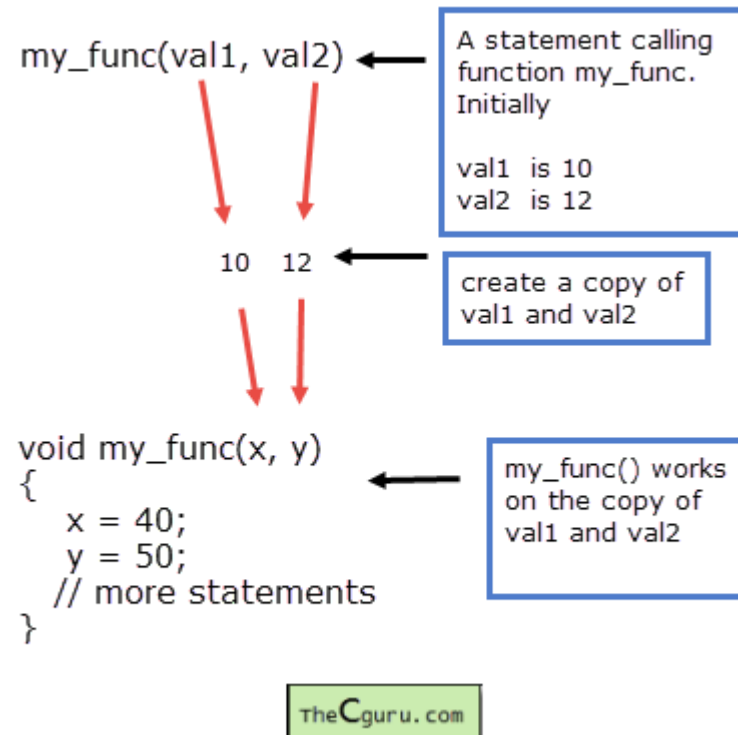 my_func(val1, val2)
A statement calling
function my_func.
Initially
val1 is 10
val2 is 12
10 12
create a copy of
val1 and val2
void my_func(x, y)
{
x = 40;
y = 50;
// more statements
}
my_func() works
on the copy of
val1 and val2
TheCguru.com